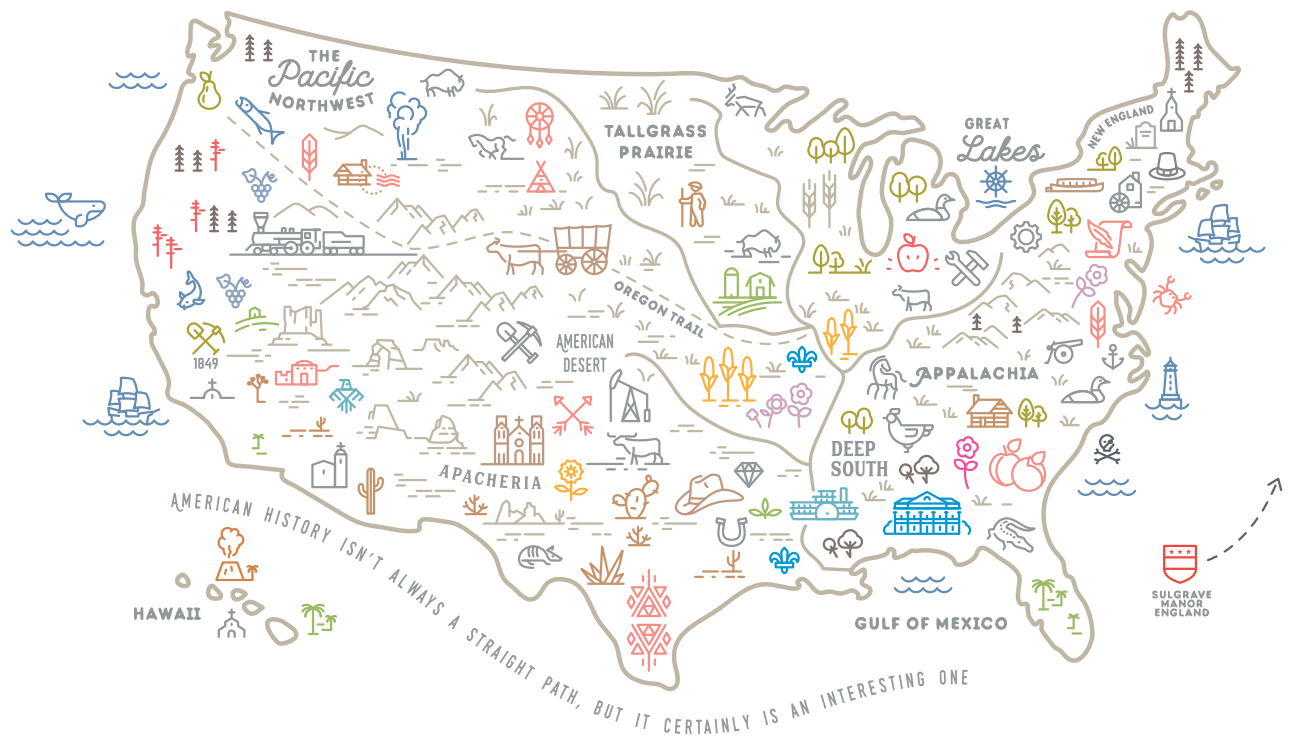 THE
Pacific
NORTHWEST
TALLGRASS
PRAIRIE
GREAT
Lakes
NEW ENGLAND
OREGON TRAIL
1849
AMERICAN
DESERT
APPALACHIA
DEEP
SOUTH
APACHERIA
AMERICAN HISTORY ISN'T ALWAYS A STRAIGHT PATH, BUT IT CERTAINLY IS AN INTERESTING ONE
HAWAII
GULF OF MEXICO
SULGRAVE
MANOR
ENGLAND